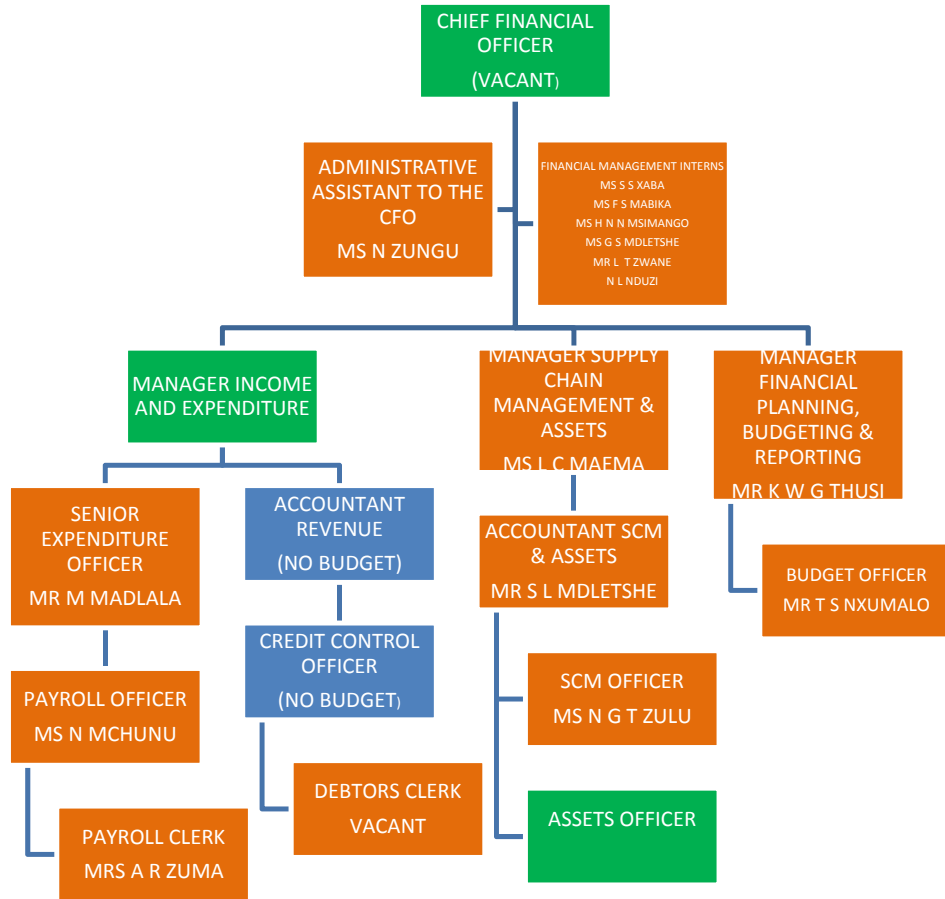 CHIEF FINANCIAL
OFFICER
(VACANT)
ADMINISTRATIVE
ASSISTANT TO THE
CFO
MS N ZUNGU
FINANCIAL MANAGEMENT INTERNS
MS S S XABA
MS F S MABIKA
MS H N N MSIMANGO
MS G S MDLETSHE
MR L T ZWANE
N L NDUZI
MANAGER INCOME
AND EXPENDITURE
MANAGER SUPPLY
CHAIN
MANAGEMENT &
ASSETS
MS L C MAEMA
MANAGER
FINANCIAL
PLANNING,
BUDGETING &
REPORTING
MR K W G THUSI
SENIOR
EXPENDITURE
OFFICER
MR M MADLALA
ACCOUNTANT
REVENUE
(NO BUDGET)
ACCOUNTANT SCM
& ASSETS
MR S L MDLETSHE
BUDGET OFFICER
MR T S NXUMALO
PAYROLL OFFICER
MS N MCHUNU
CREDIT CONTROL
OFFICER
(NO BUDGET)
SCM OFFICER
MS N G T ZULU
PAYROLL CLERK
MRS A R ZUMA
DEBTORS CLERK
VACANT
ASSETS OFFICER